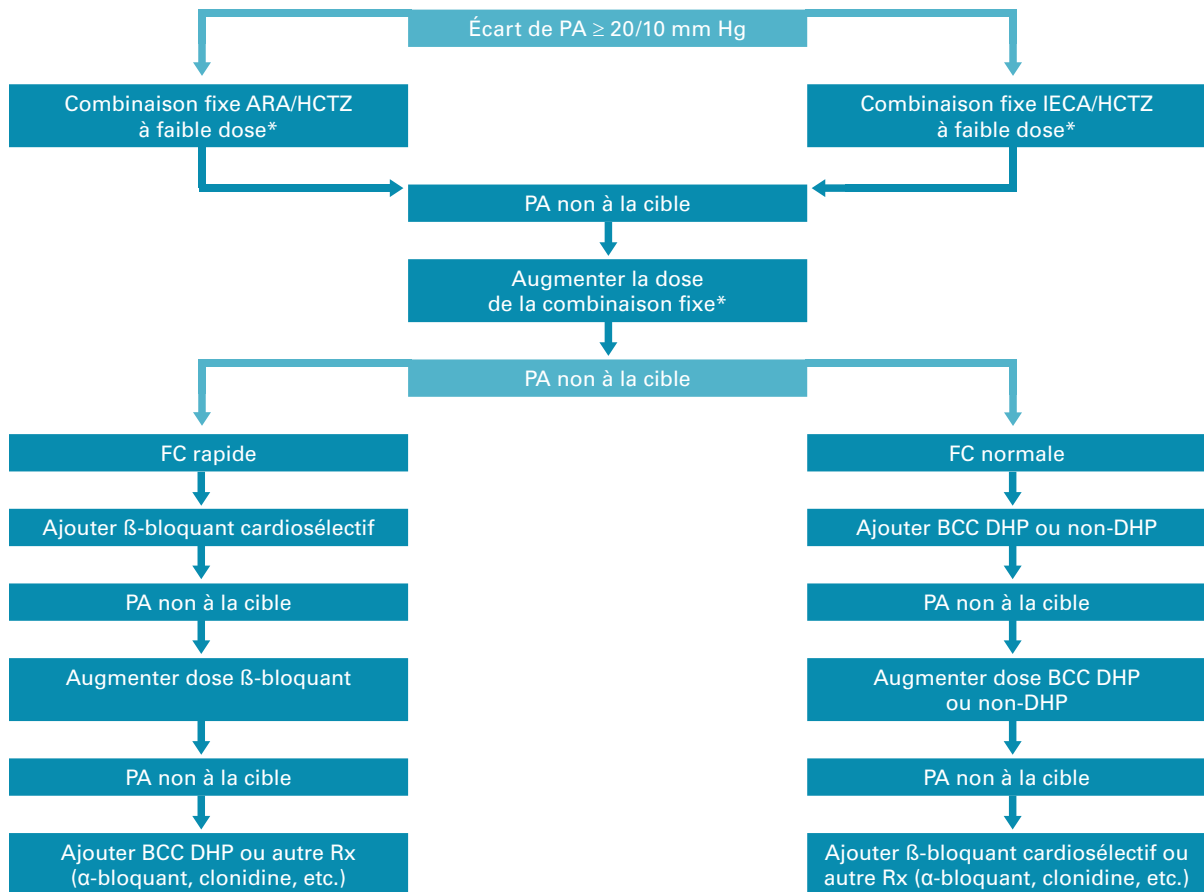 Écart de PA ≥ 20/10 mm Hg
Combinaison fixe ARA/HCTZ
à faible dose*
Combinaison fixe IECA/HCTZ
à faible dose*
PA non à la cible
Augmenter la dose
de la combinaison fixe*
PA non à la cible
FC rapide
FC normale
Ajouter ß-bloquant cardiosélectif
Ajouter BCC DHP ou non-DHP
PA non à la cible
PA non à la cible
Augmenter dose ß-bloquant
Augmenter dose BCC DHP
ou non-DHP
PA non à la cible
PA non à la cible
Ajouter BCC DHP ou autre Rx
(α-bloquant, clonidine, etc.)
Ajouter ß-bloquant cardiosélectif ou
autre Rx (α-bloquant, clonidine, etc.)